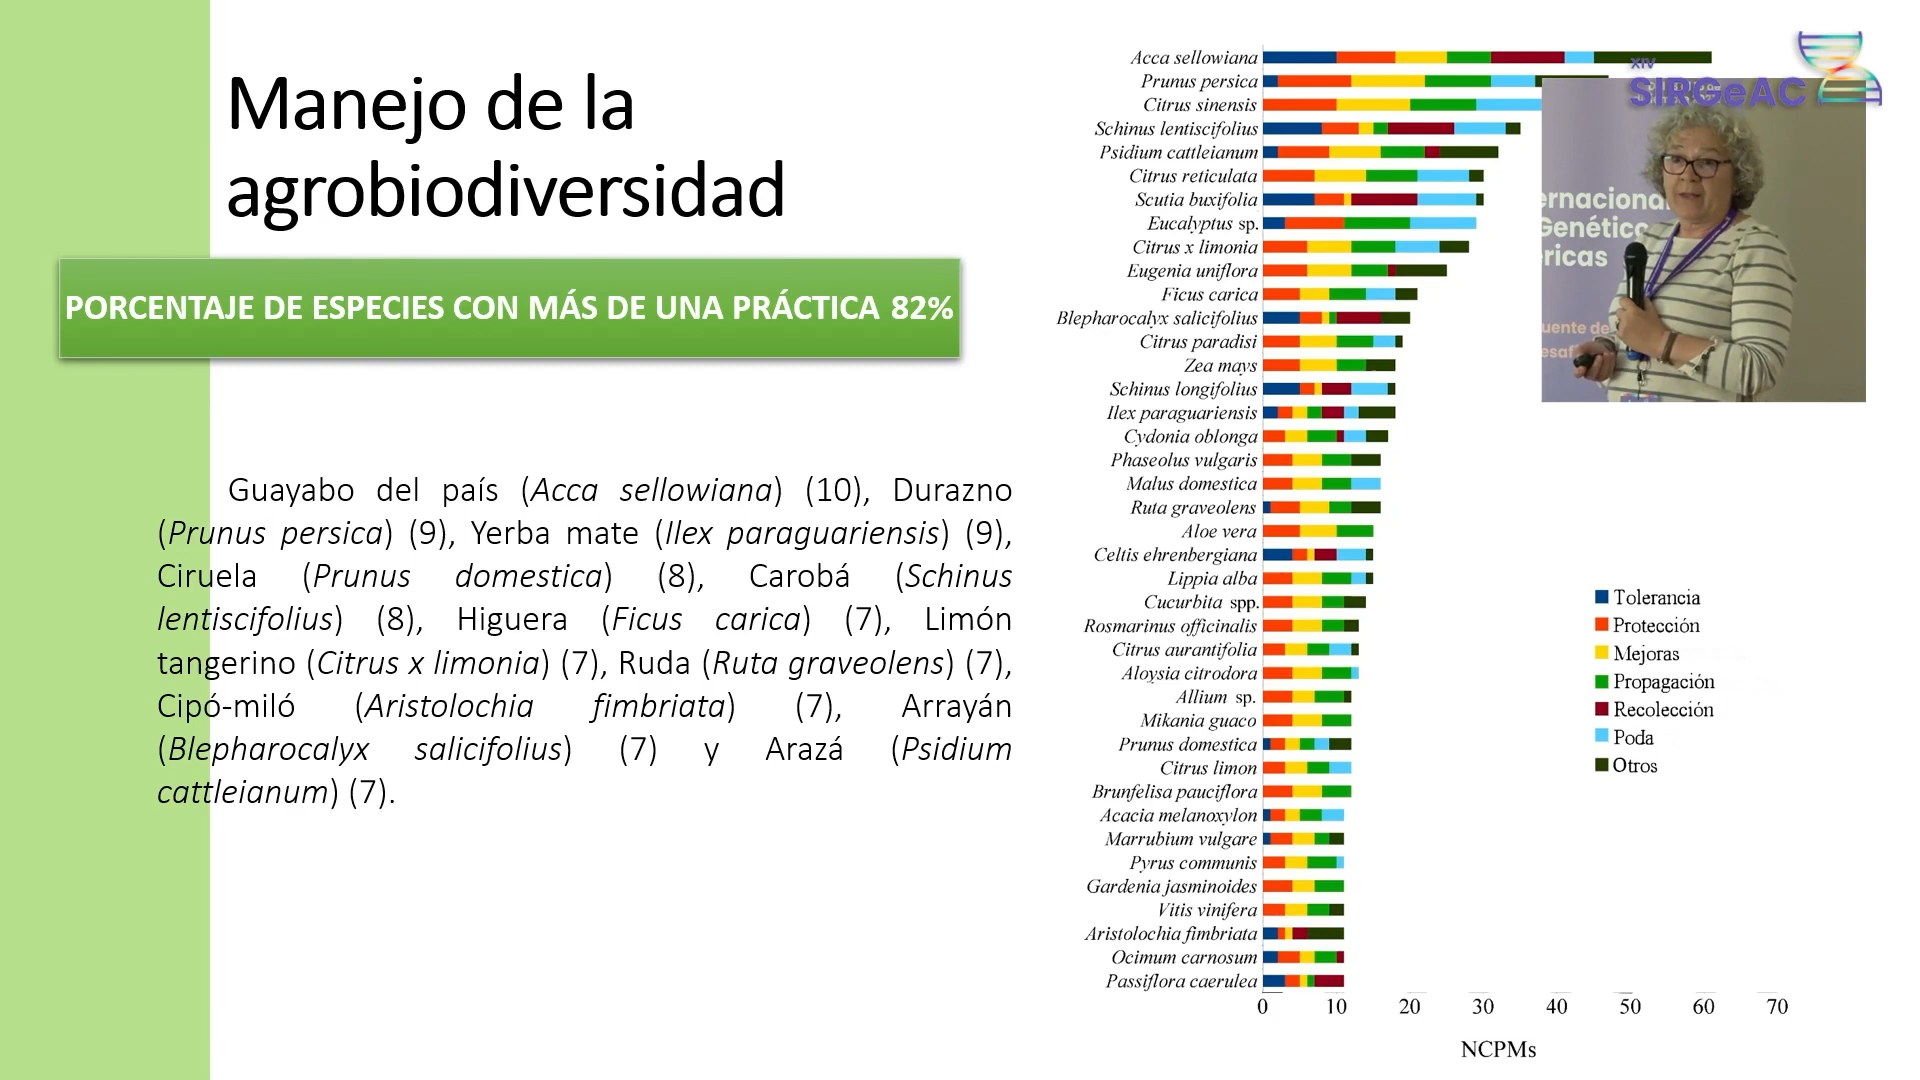 Manejo de la
agrobiodiversidad
PORCENTAJE DE ESPECIES CON MÁS DE UNA PRÁCTICA 82%
Guayabo del país (Acca sellowiana) (10), Durazno
(Prunus persica) (9), Yerba mate (Ilex paraguariensis) (9),
Ciruela (Prunus domestica) (8), Carobá (Schinus
lentiscifolius) (8), Higuera (Ficus carica) (7), Limón
tangerino (Citrus x limonia) (7), Ruda (Ruta graveolens) (7),
Cipó-miló (Aristolochia fimbriata) (7), Arrayán
(Blepharocalyx salicifolius) (7) y Arazá (Psidium
cattleianum) (7).
Acca sellowiana
Prunus persica
Citrus sinensis
Schinus lentiscifolius
Psidium cattleianum
Citrus reticulata
Scutia buxifolia
Eucalyptus sp.
Citrus x limonia
Eugenia uniflora
Ficus carica
Blepharocalyx salicifolius
Citrus paradisi
Zea mays
Schinus longifolius
Ilex paraguariensis
Cydonia oblonga
Phaseolus vulgaris
Malus domestica
Ruta graveolens
Aloe vera
Celtis ehrenbergiana
Lippia alba
Cucurbita spp.
Rosmarinus officinalis
Citrus aurantifolia
Aloysia citrodora
Allium sp.
Mikania guaco
Prunus domestica
Citrus limon
Brunfelisa pauciflora
Acacia melanoxylon
Marrubium vulgare
Pyrus communis
Gardenia jasminoides
Vitis vinifera
Aristolochia fimbriata
Ocimum carnosum
Passiflora caerulea
0 10 20 30 40 50 60 70
NCPMs
Tolerancia
Protección
Mejoras
Propagación
Recolección
Poda
Otros
XIV
SIRGeAC
ernacional
Genética
ricas
uente de
esaf